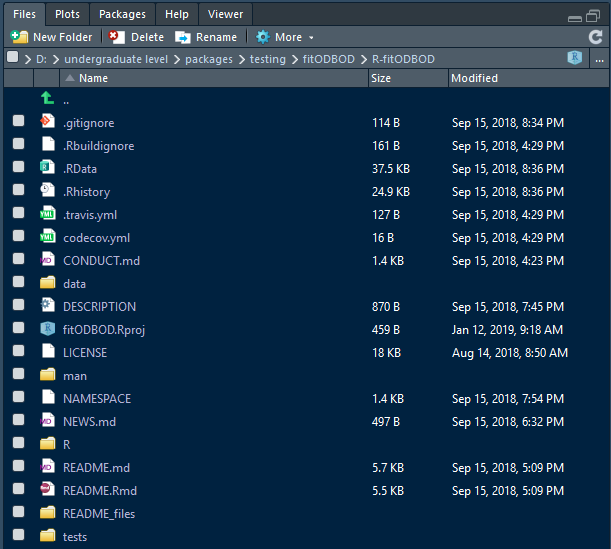 Files Plots Packages Help Viewer
New Folder Delete Rename More
D: undergraduate level packages testing fitODBOD R-fitODBOD R ...
Name Size Modified
..
.gitignore 114 B Sep 15, 2018, 8:34 PM
.Rbuildignore 161 B Sep 15, 2018, 4:29 PM
.RData 37.5 KB Sep 15, 2018, 8:36 PM
.Rhistory 24.9 KB Sep 15, 2018, 8:36 PM
YML .travis.yml 127 B Sep 15, 2018, 4:29 PM
YML codecov.yml 16 B Sep 15, 2018, 4:29 PM
MD CONDUCT.md 1.4 KB Sep 15, 2018, 4:23 PM
data
DESCRIPTION 870 B Sep 15, 2018, 7:45 PM
R fitODBOD.Rproj 459 B Jan 12, 2019, 9:18 AM
LICENSE 18 KB Aug 14, 2018, 8:50 AM
man
NAMESPACE 1.4 KB Sep 15, 2018, 7:54 PM
MD NEWS.md 497 B Sep 15, 2018, 6:32 PM
R
MD README.md 5.7 KB Sep 15, 2018, 5:09 PM
README.Rmd 5.5 KB Sep 15, 2018, 5:09 PM
README_files
tests